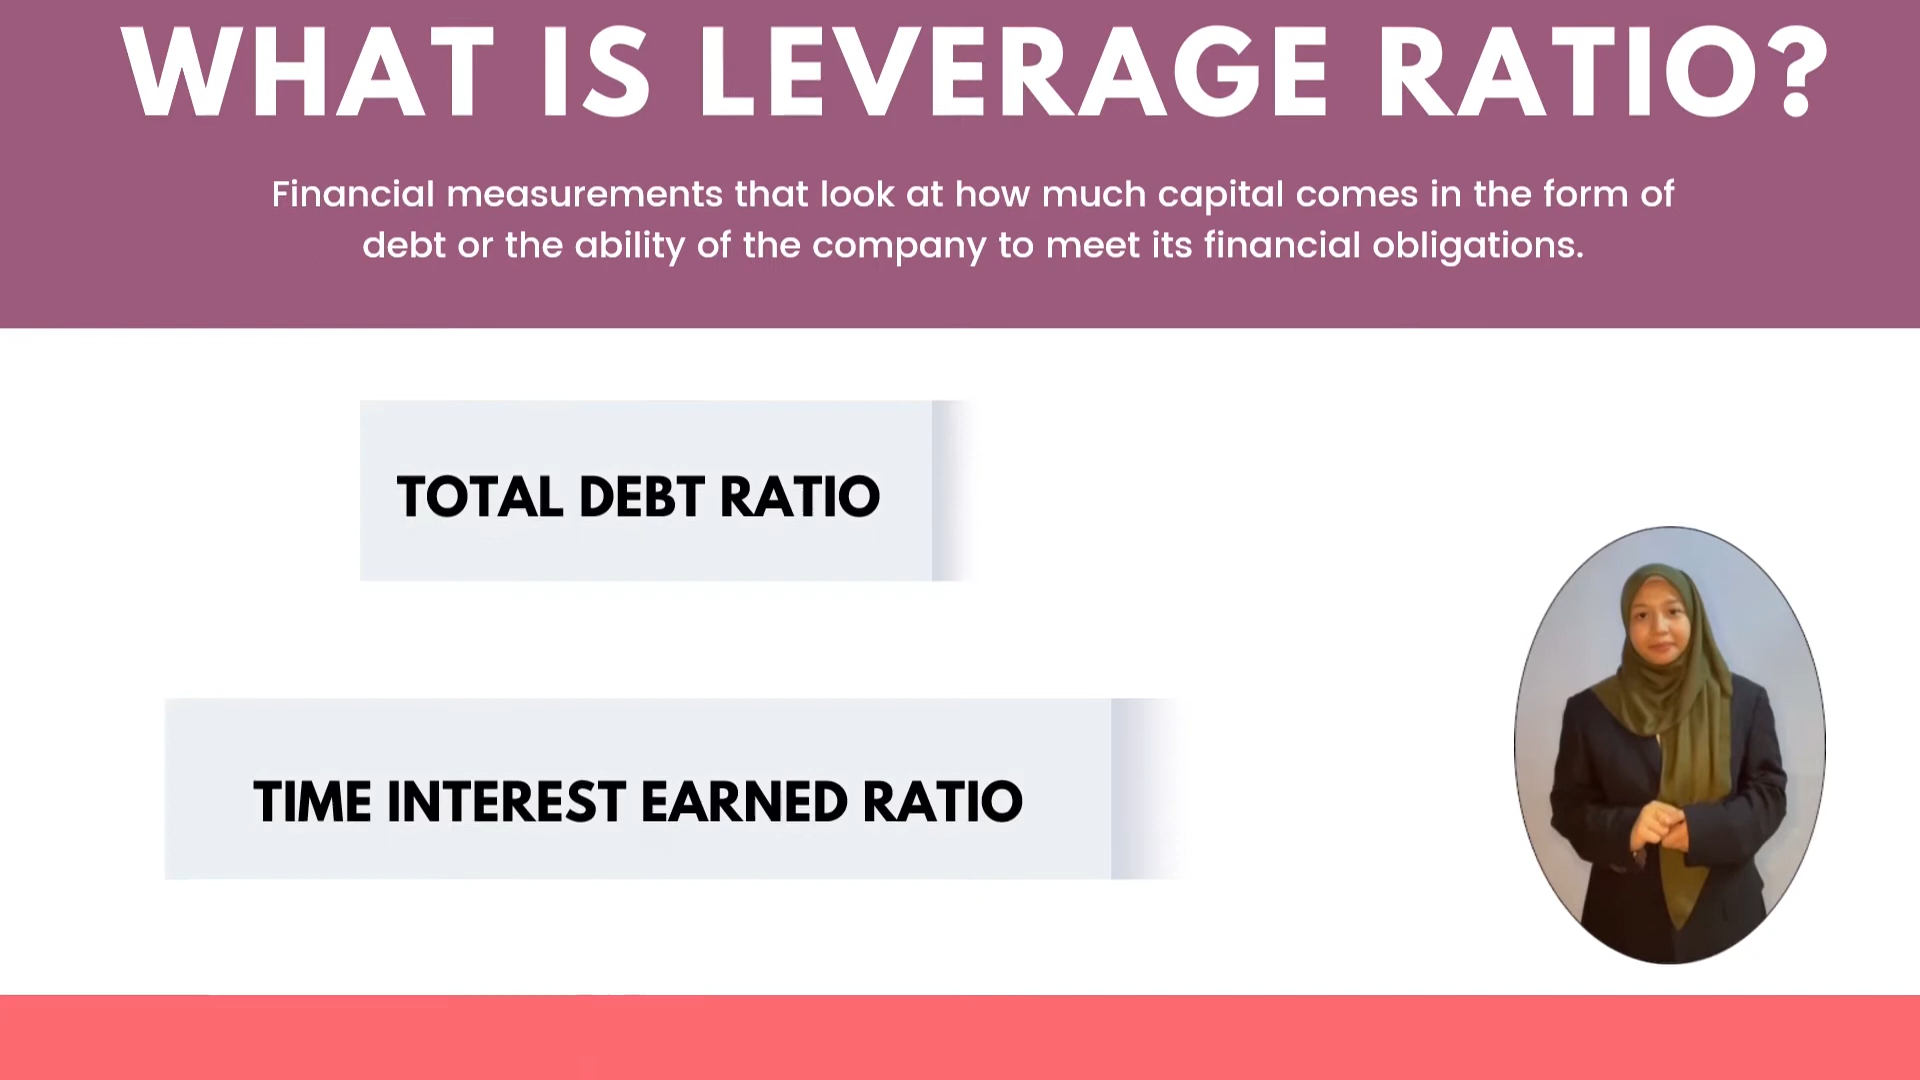 WHAT IS LEVERAGE RATIO?
Financial measurements that look at how much capital comes in the form of
debt or the ability of the company to meet its financial obligations.
TOTAL DEBT RATIO
TIME INTEREST EARNED RATIO